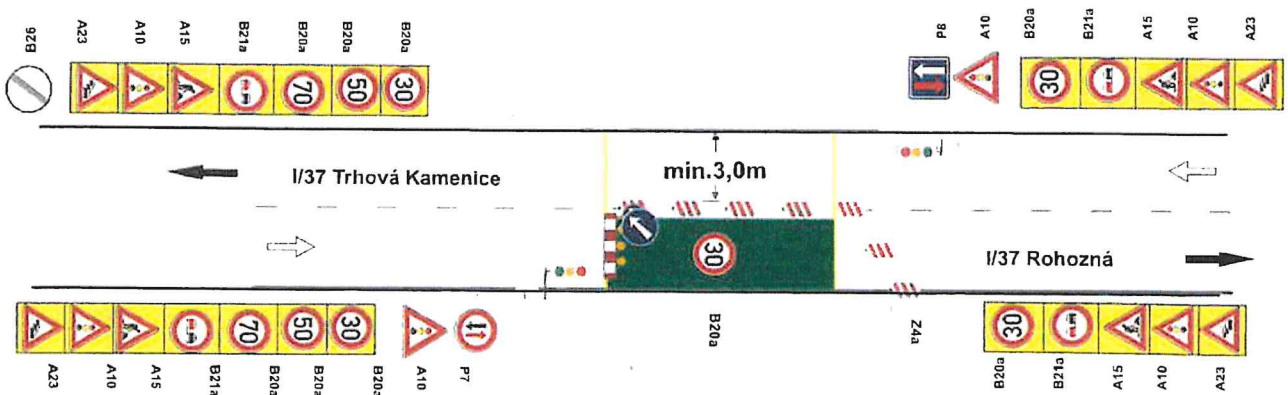 B26
A23
A10
A15
B21a
B20a
B20a
B20a
70
50
30
P8
A10
B20a
B21a
A15
A10
A23
30
I/37 Trhová Kamenice
min.3,0m
30
I/37 Rohozná
70
50
30
30
A23
A10
A15
B21a
B20a
B20a
B20a
A10
P7
B20a
Z4a
B20a
B21a
A15
A10
A23